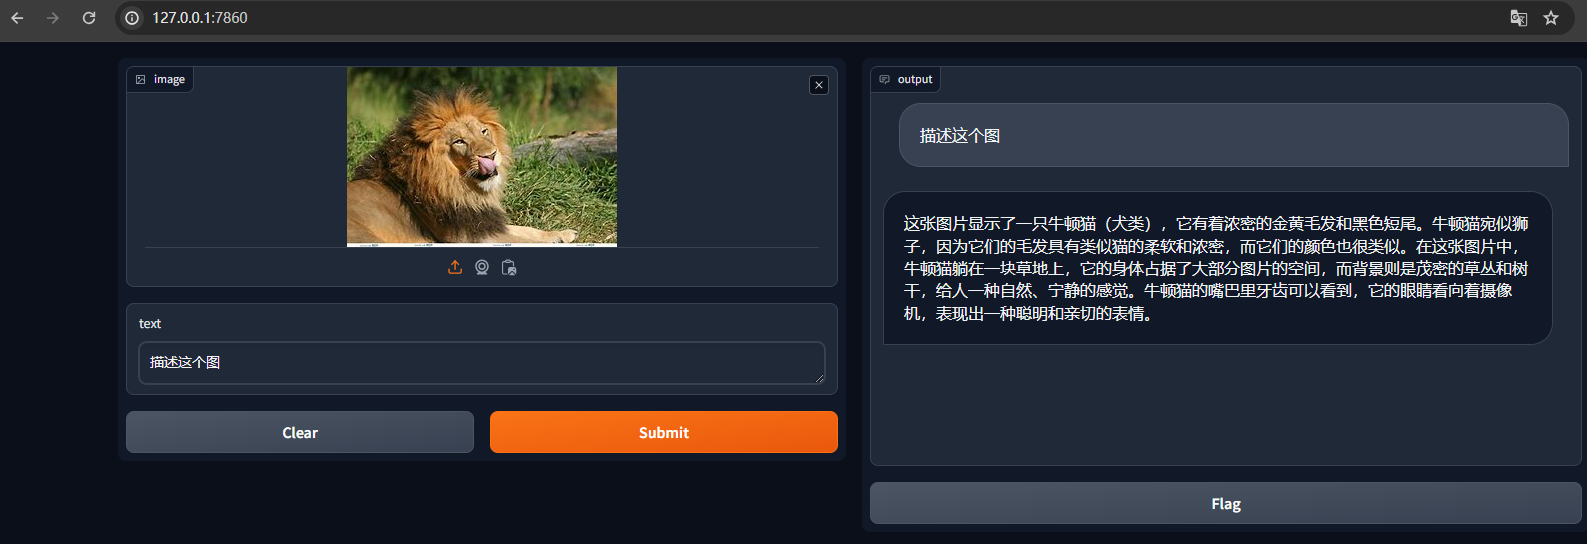 127.0.0.1:7860
image
描述这个图
text
描述这个图
Clear
Submit
output
描述这个图
这张图片显示了一只牛顿猫（犬类），它有着浓密的金黄毛发和黑色短尾。牛顿猫宛似狮
子，因为它们的毛发具有类似猫的柔软和浓密，而它们的颜色也很类似。在这张图片中，
牛顿猫躺在一块草地上，它的身体占据了大部分图片的空间，而背景则是茂密的草丛和树
干，给人一种自然、宁静的感觉。牛顿猫的嘴巴里牙齿可以看到，它的眼睛看向着摄像
机，表现出一种聪明和亲切的表情。
Flag